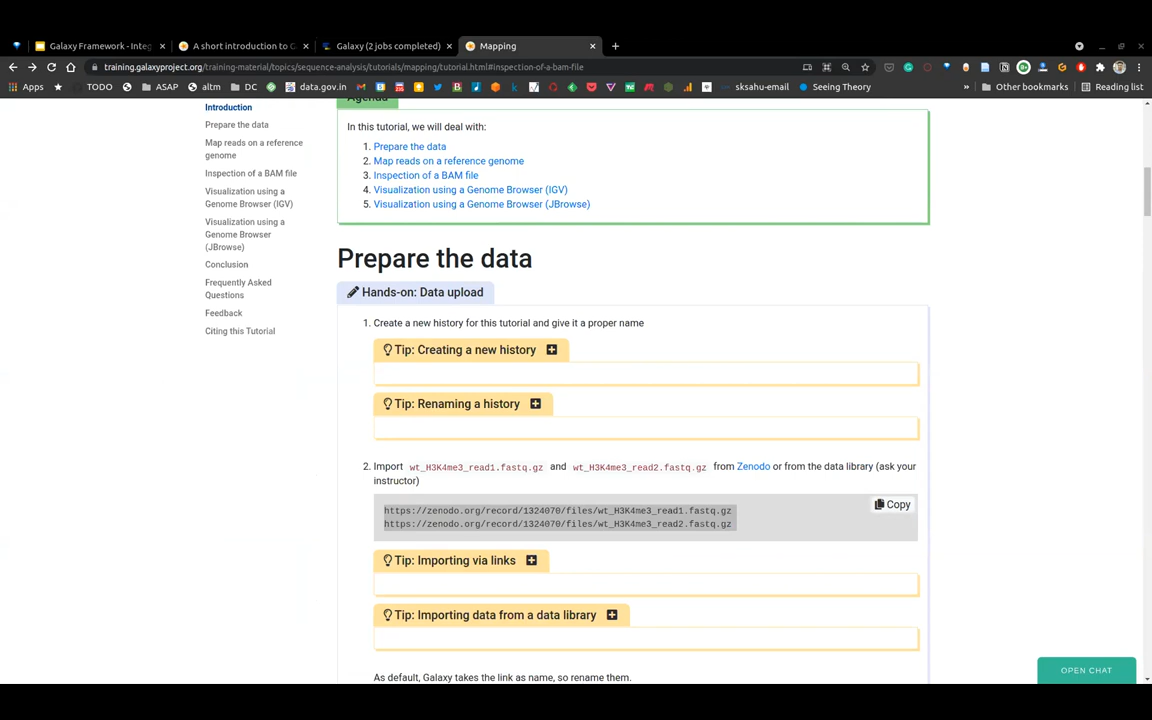 Galaxy Framework - Integ
A short introduction to G
Galaxy (2 jobs completed)
Mapping
training.galaxyproject.org/training-material/topics/sequence-analysis/tutorials/mapping/tutorial.html#inspection-of-a-bam-file
Apps
TODO
ASAP
altm
DC
data.gov.in
sksahu-email
Seeing Theory
»
Other bookmarks
Reading list
Introduction
Prepare the data
Map reads on a reference
genome
Inspection of a BAM file
Visualization using a
Genome Browser (IGV)
Visualization using a
Genome Browser
(JBrowse)
Conclusion
Frequently Asked
Questions
Feedback
Citing this Tutorial
Agenda
In this tutorial, we will deal with:
1. Prepare the data
2. Map reads on a reference genome
3. Inspection of a BAM file
4. Visualization using a Genome Browser (IGV)
5. Visualization using a Genome Browser (JBrowse)
Prepare the data
Hands-on: Data upload
1. Create a new history for this tutorial and give it a proper name
Tip: Creating a new history
Tip: Renaming a history
2. Import wt_H3K4me3_read1.fastq.gz and wt_H3K4me3_read2.fastq.gz from Zenodo or from the data library (ask your
instructor)
Copy
https://zenodo.org/record/1324070/files/wt_H3K4me3_read1.fastq.gz
https://zenodo.org/record/1324070/files/wt_H3K4me3_read2.fastq.gz
Tip: Importing via links
Tip: Importing data from a data library
As default, Galaxy takes the link as name, so rename them.
OPEN CHAT